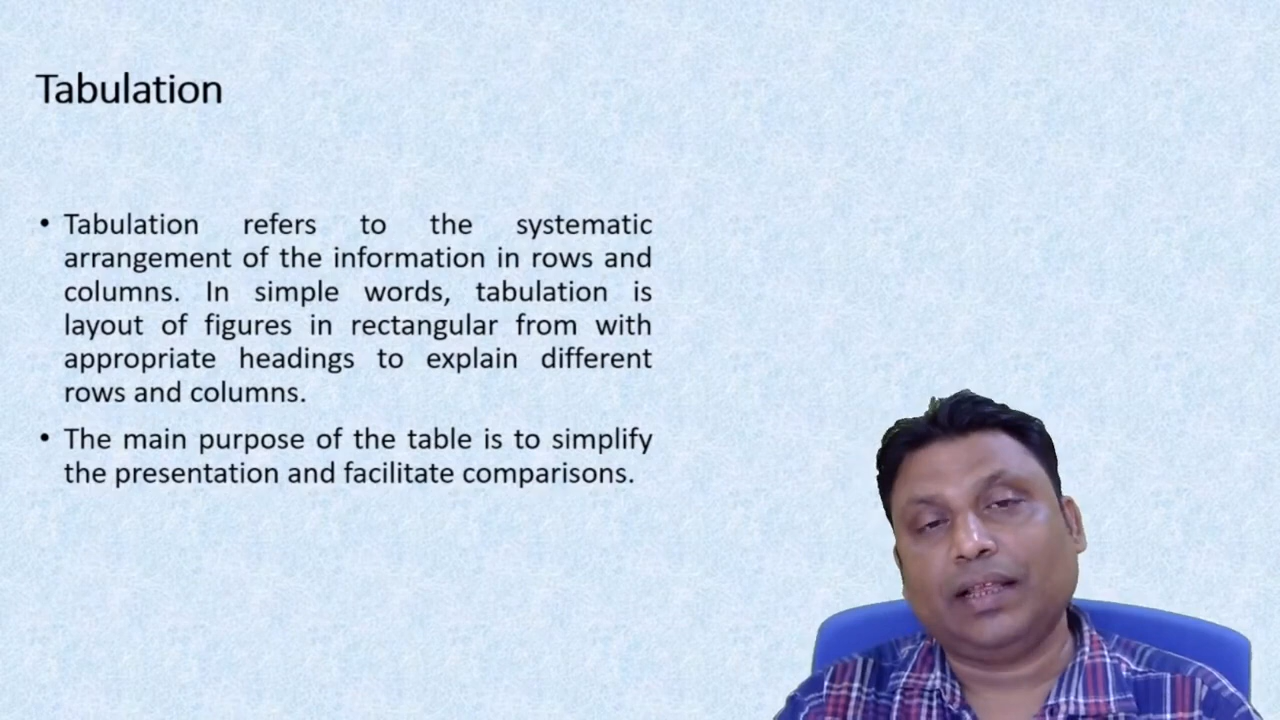 Tabulation
• Tabulation refers to the systematic
arrangement of the information in rows and
columns. In simple words, tabulation is
layout of figures in rectangular from with
appropriate headings to explain different
rows and columns.
• The main purpose of the table is to simplify
the presentation and facilitate comparisons.